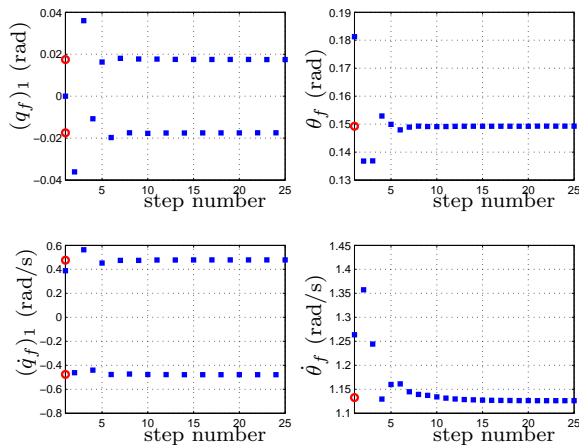 0.04
0.02
0
−0.02
−0.04
5 10 15 20 25
step number
(q_f)_1 (rad)
0.19
0.18
0.17
0.16
0.15
0.14
0.13
5 10 15 20 25
step number
θ_f (rad)
0.6
0.4
0.2
0
−0.2
−0.4
−0.6
−0.8
5 10 15 20 25
step number
(q̇_f)_1 (rad/s)
1.45
1.4
1.35
1.3
1.25
1.2
1.15
1.1
5 10 15 20 25
step number
θ̇_f (rad/s)